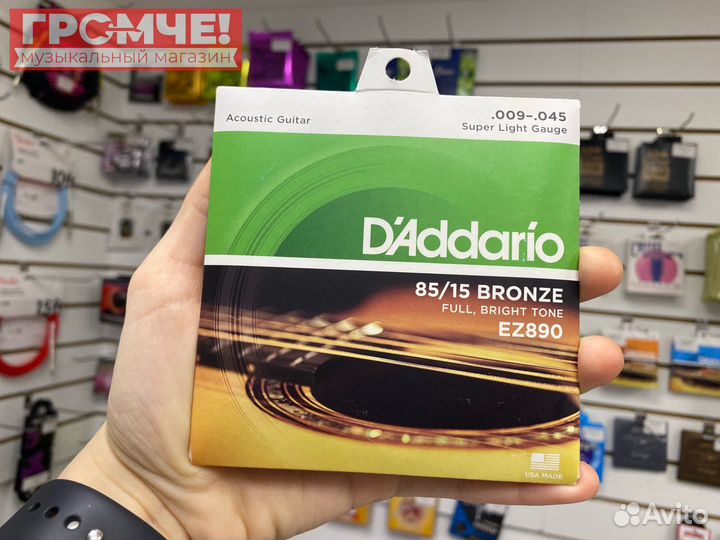 ГРОМЧЕ!
музыкальный магазин
Acoustic Guitar
.009–.045
Super Light Gauge
D'Addario
85/15 BRONZE
FULL, BRIGHT TONE
EZ890
USA MADE
Avito